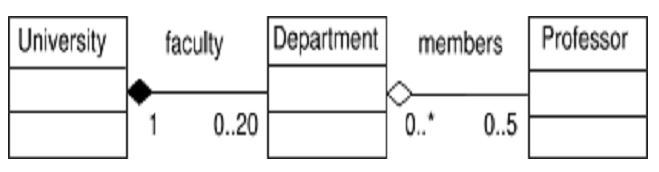 University
faculty
Department
members
Professor
1
0..20
0..*
0..5